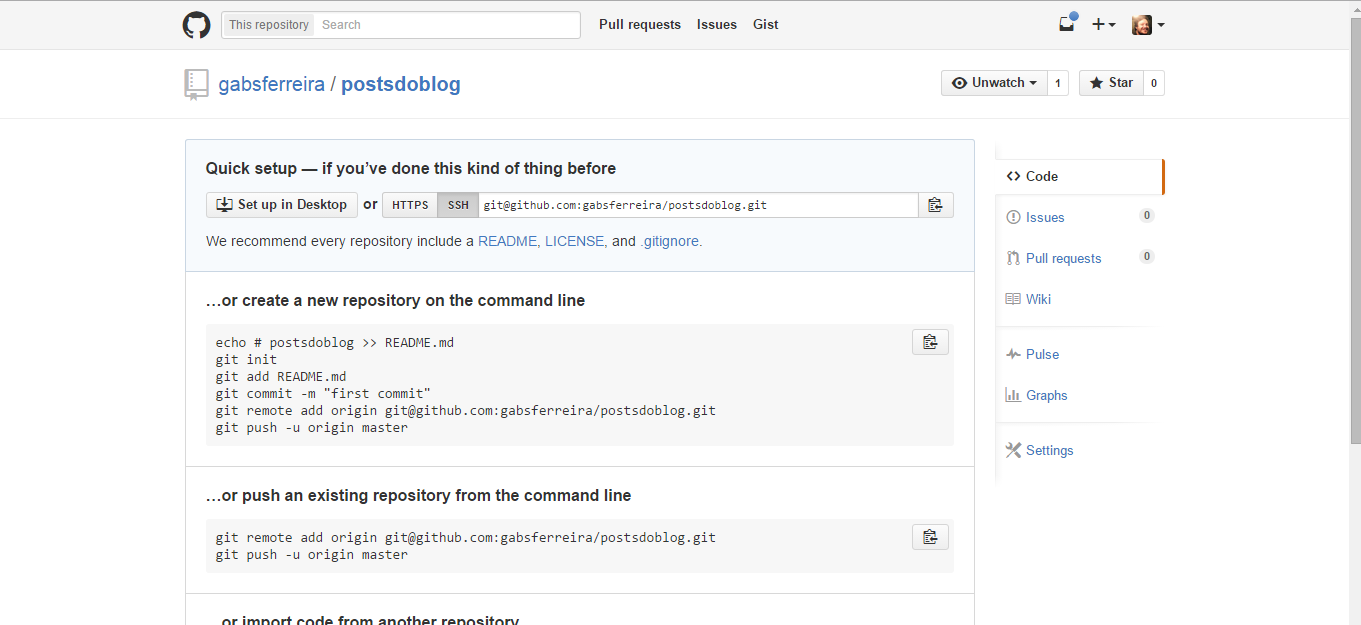 This repository Search Pull requests Issues Gist
gabsferreira / postsdoblog Unwatch 1 Star 0
Quick setup — if you’ve done this kind of thing before
Set up in Desktop or HTTPS SSH git@github.com:gabsferreira/postsdoblog.git
We recommend every repository include a README, LICENSE, and .gitignore.
…or create a new repository on the command line
echo # postsdoblog >> README.md
git init
git add README.md
git commit -m "first commit"
git remote add origin git@github.com:gabsferreira/postsdoblog.git
git push -u origin master
…or push an existing repository from the command line
git remote add origin git@github.com:gabsferreira/postsdoblog.git
git push -u origin master
…or import code from another repository
Code
Issues 0
Pull requests 0
Wiki
Pulse
Graphs
Settings